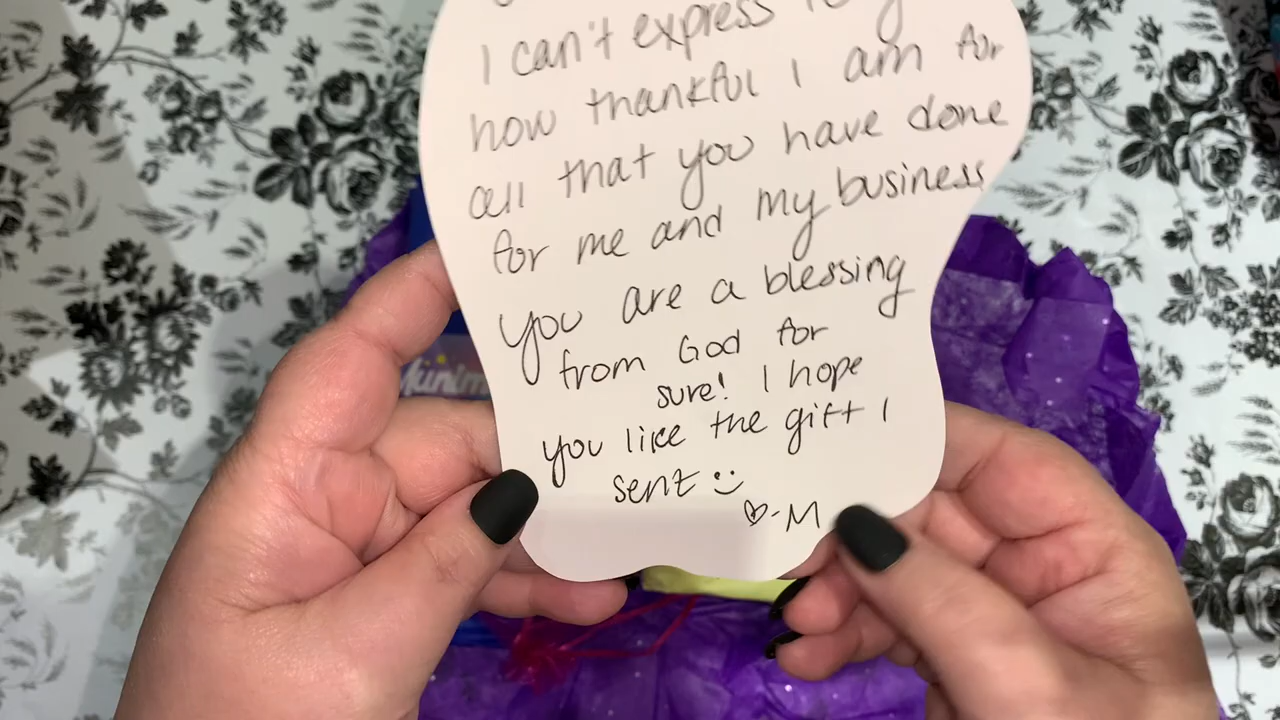 I can't express to
how thankful I am for
all that you have done
for me and my business
You are a blessing
from God for
sure! I hope
you like the gift I
sent :)
♡-M